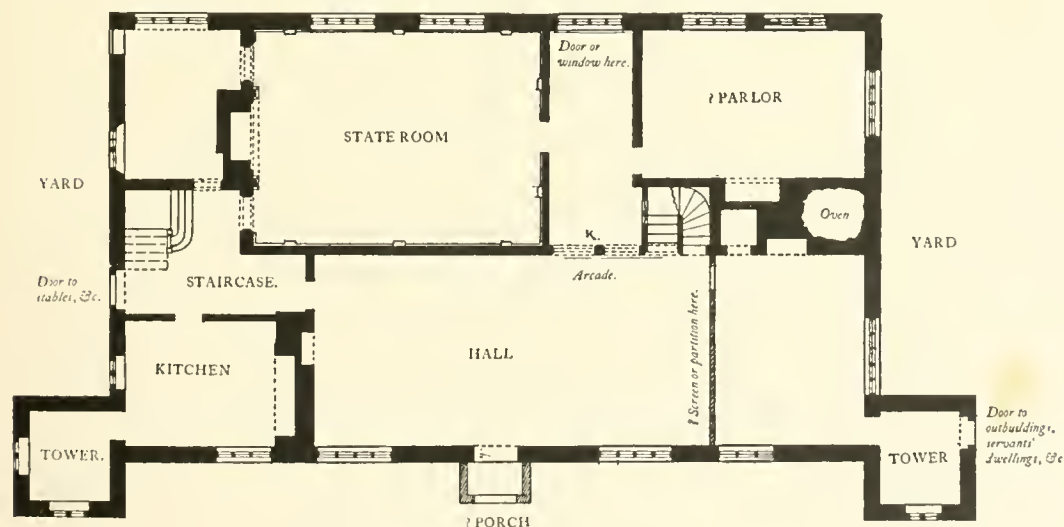 Door or
window here.
? PARLOR
STATE ROOM
YARD
Oven
YARD
K.
Arcade.
Door to
stables, &c.
STAIRCASE.
? Screen or partition here.
HALL
KITCHEN
TOWER.
TOWER
Door to
outbuildings,
servants'
dwellings, &c
? PORCH